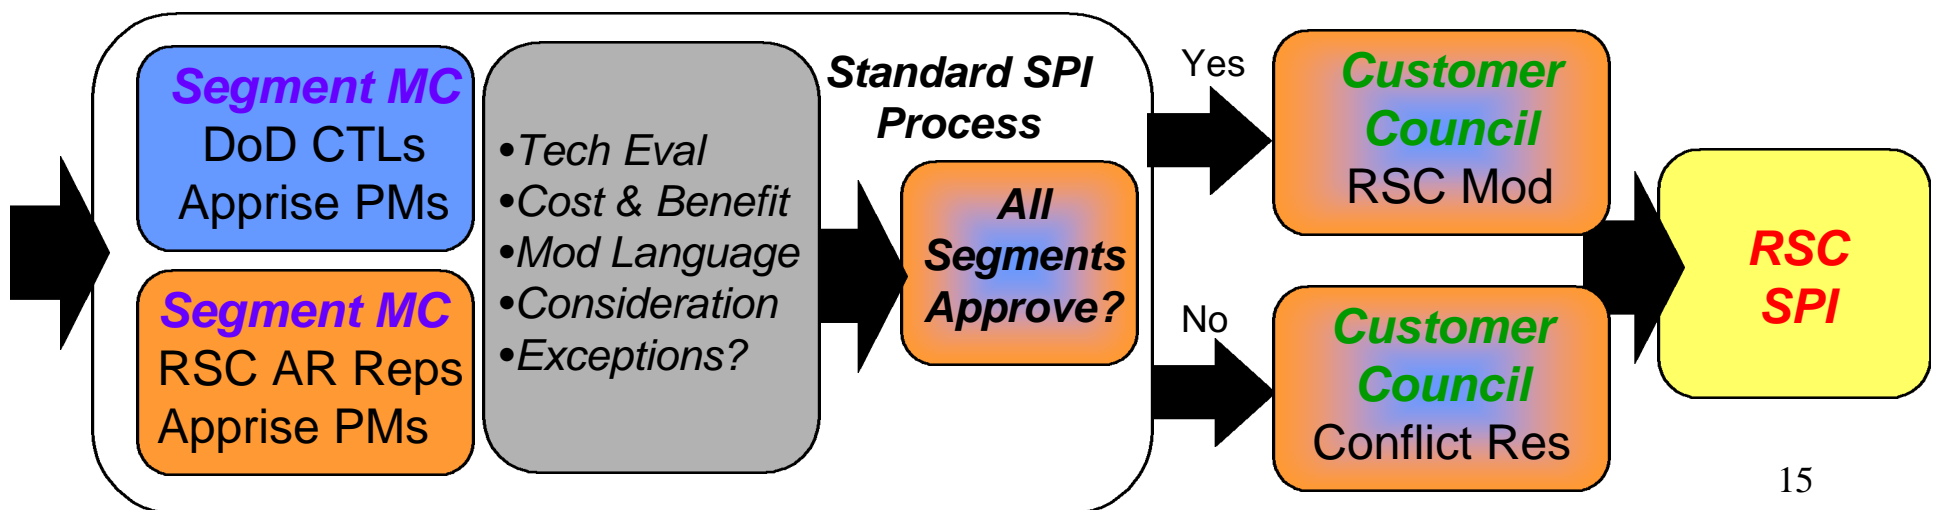 Segment MC
DoD CTLs
Apprise PMs
Segment MC
RSC AR Reps
Apprise PMs
•Tech Eval
•Cost & Benefit
•Mod Language
•Consideration
•Exceptions?
Standard SPI
Process
All
Segments
Approve?
Yes
Customer
Council
RSC Mod
No
Customer
Council
Conflict Res
RSC
SPI
15